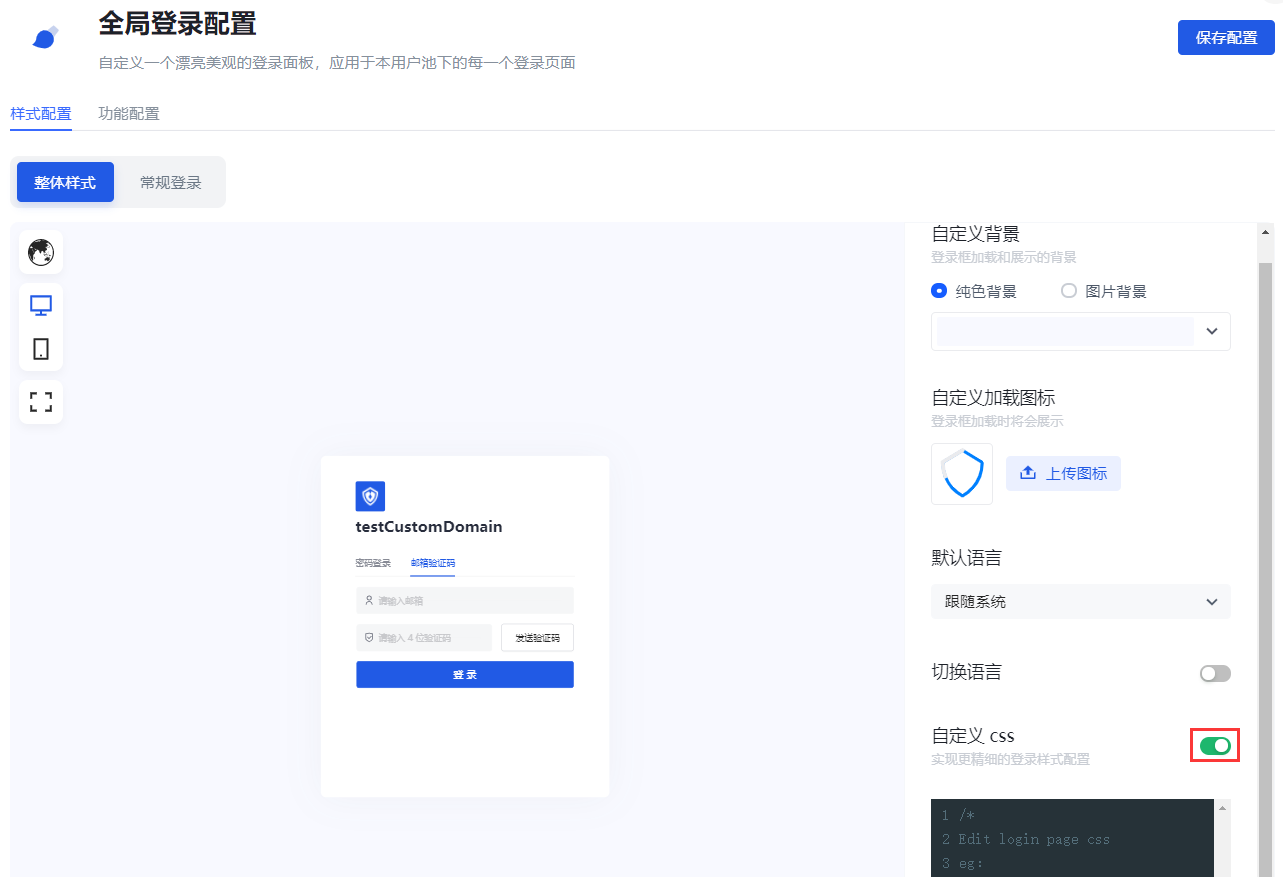 全局登录配置
自定义一个漂亮美观的登录面板，应用于本用户池下的每一个登录页面
保存配置
样式配置
功能配置
整体样式
常规登录
自定义背景
登录框加载和展示的背景
纯色背景
图片背景
自定义加载图标
登录框加载时将会展示
上传图标
默认语言
跟随系统
切换语言
自定义 css
实现更精细的登录样式配置
1 /*
2 Edit login page css
3 eg:
testCustomDomain
密码登录
邮箱验证码
请输入邮箱
请输入 4 位验证码
发送验证码
登 录